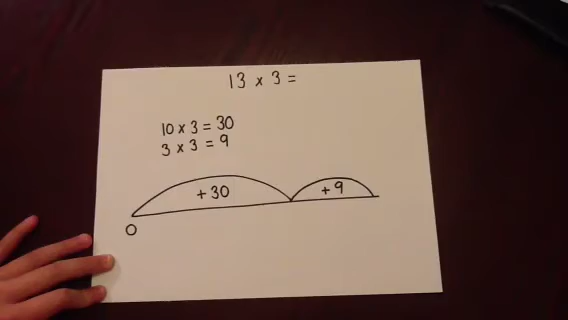 13 x 3 =
10 x 3 = 30
3 x 3 = 9
+ 30 + 9
0